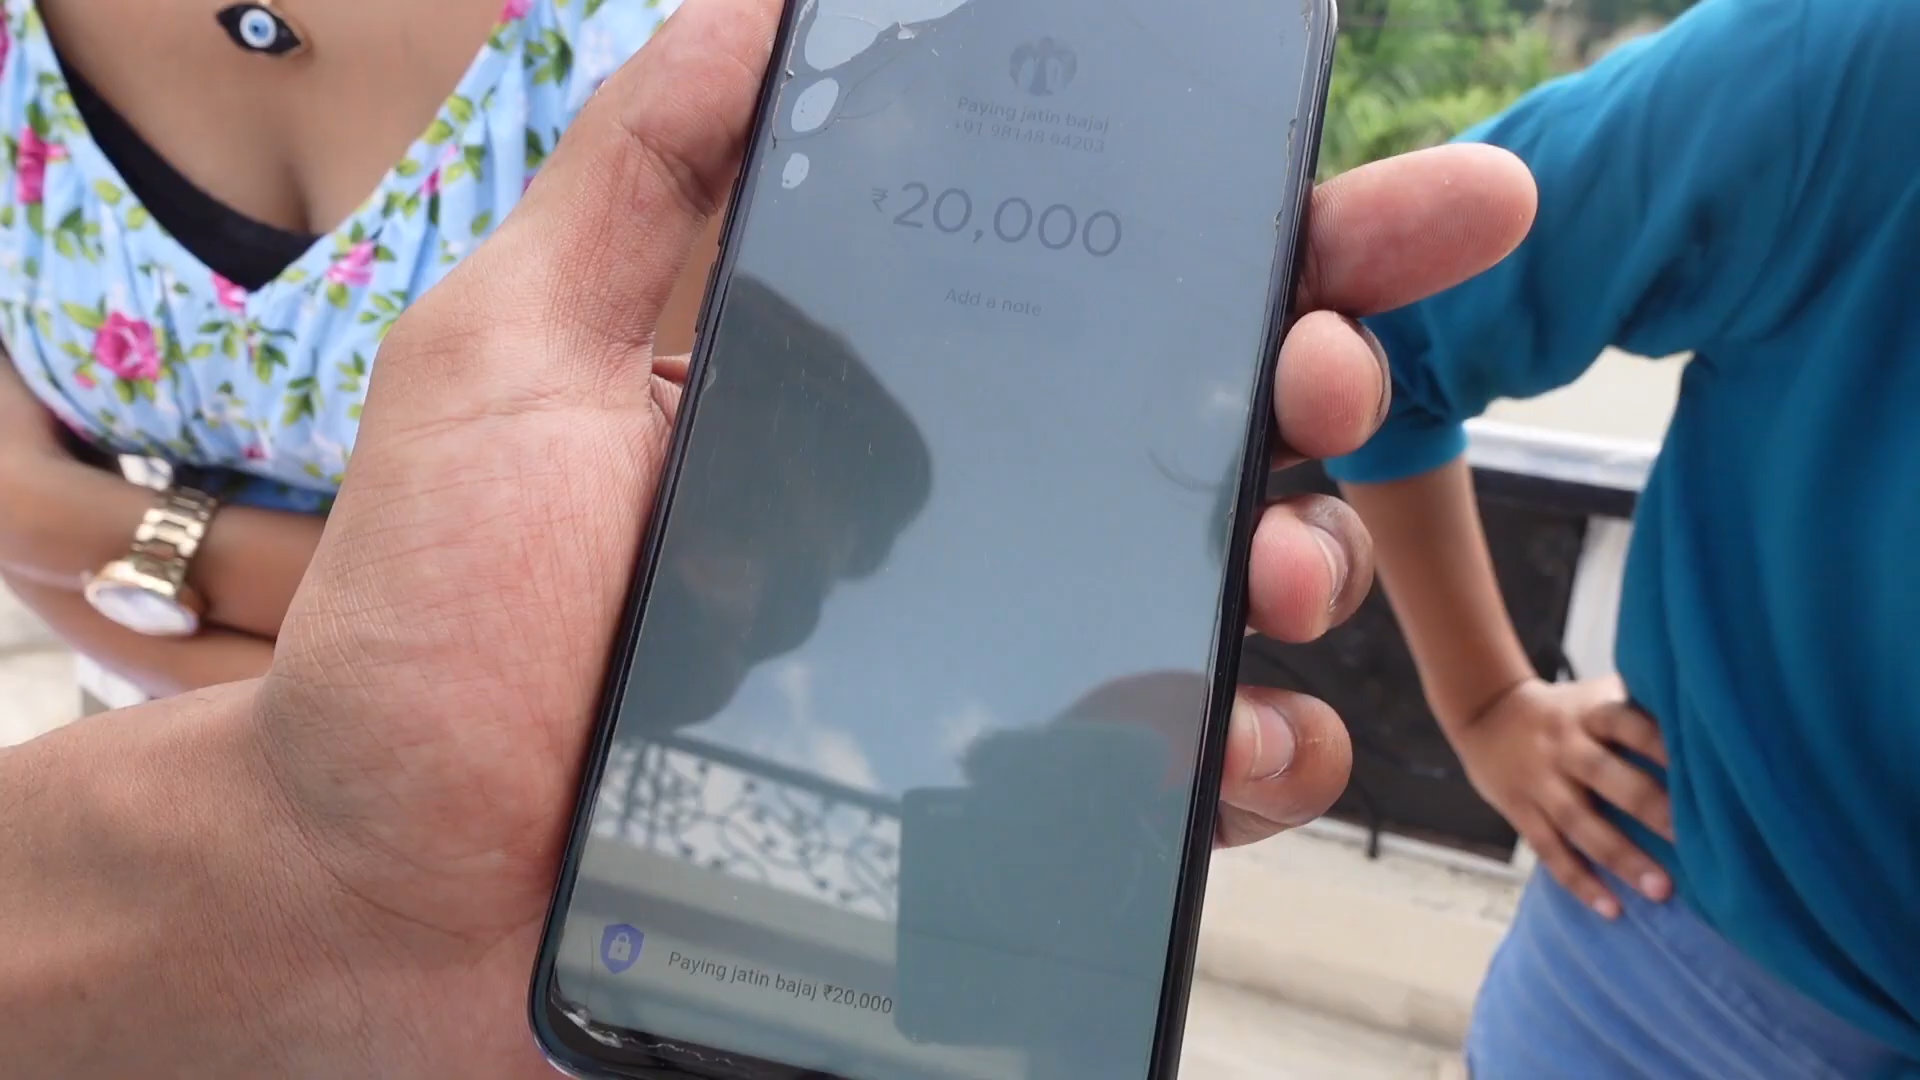 Paying jatin bajaj
+91 98148 64203
₹20,000
Add a note
Paying jatin bajaj ₹20,000